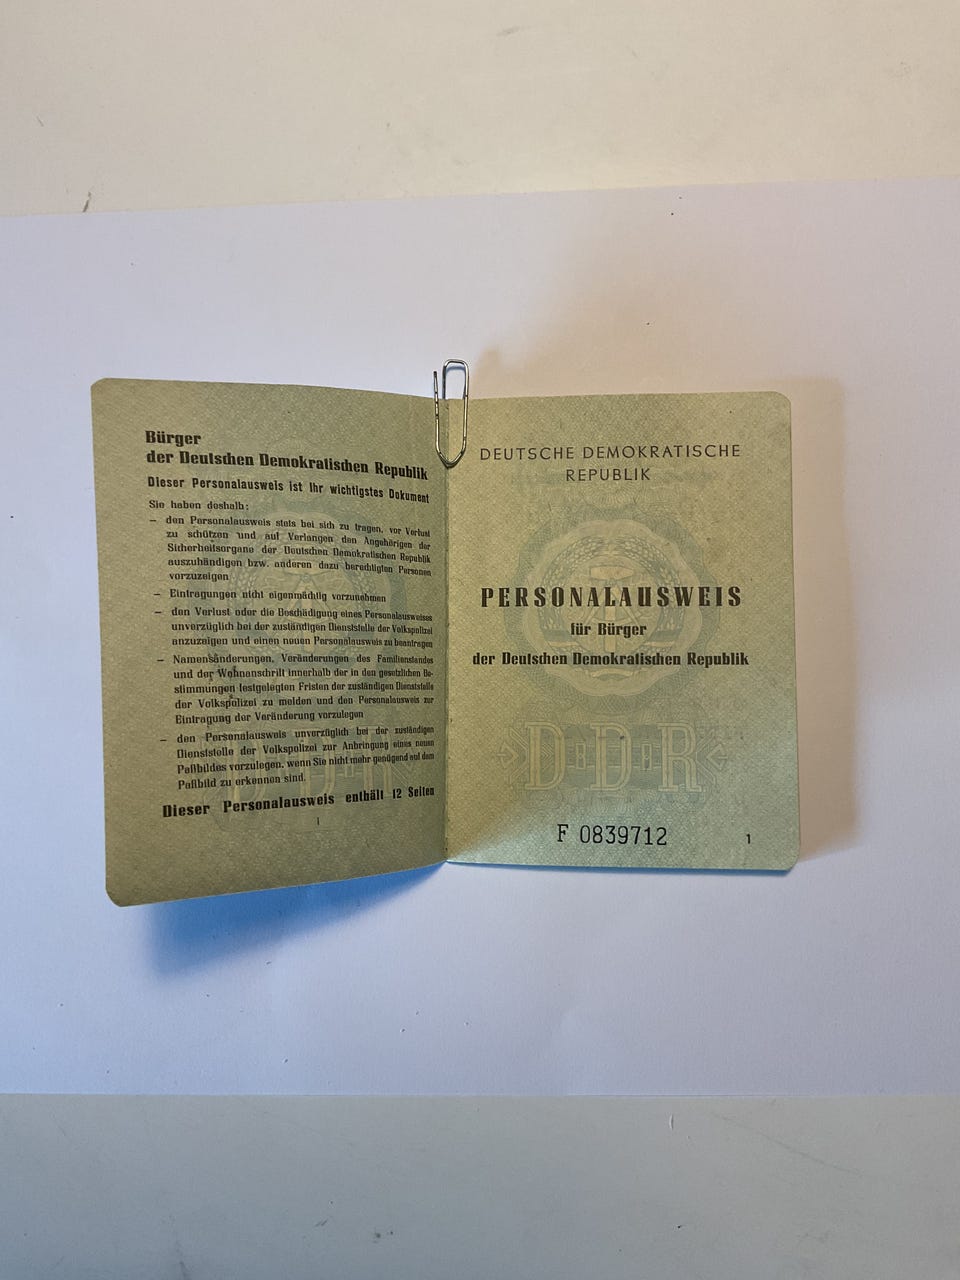 Bürger
der Deutschen Demokratischen Republik
Dieser Personalausweis ist Ihr wichtigstes Dokument
Sie haben deshalb:
– den Personalausweis stets bei sich zu tragen, vor Verlust
zu schützen und auf Verlangen den Angehörigen der
Sicherheitsorgane der Deutschen Demokratischen Republik
auszuhändigen bzw. anderen dazu berechtigten Personen
vorzuzeigen
– Eintragungen nicht eigenmächtig vorzunehmen
– den Verlust oder die Beschädigung eines Personalausweises
unverzüglich bei der zuständigen Dienststelle der Volkspolizei
anzuzeigen und einen neuen Personalausweis zu beantragen
– Namensänderungen, Veränderungen des Familienstandes
und der Wohnanschrift innerhalb der in den gesetzlichen Be-
stimmungen festgelegten Fristen der zuständigen Dienststelle
der Volkspolizei zu melden und den Personalausweis zur
Eintragung der Veränderung vorzulegen
– den Personalausweis unverzüglich bei der zuständigen
Dienststelle der Volkspolizei zur Anbringung eines neuen
Paßbildes vorzulegen, wenn Sie nicht mehr genügend auf dem
Paßbild zu erkennen sind.
Dieser Personalausweis enthält 12 Seiten
DDR
DEUTSCHE DEMOKRATISCHE
REPUBLIK
PERSONALAUSWEIS
für Bürger
der Deutschen Demokratischen Republik
DDR
F 0839712
1